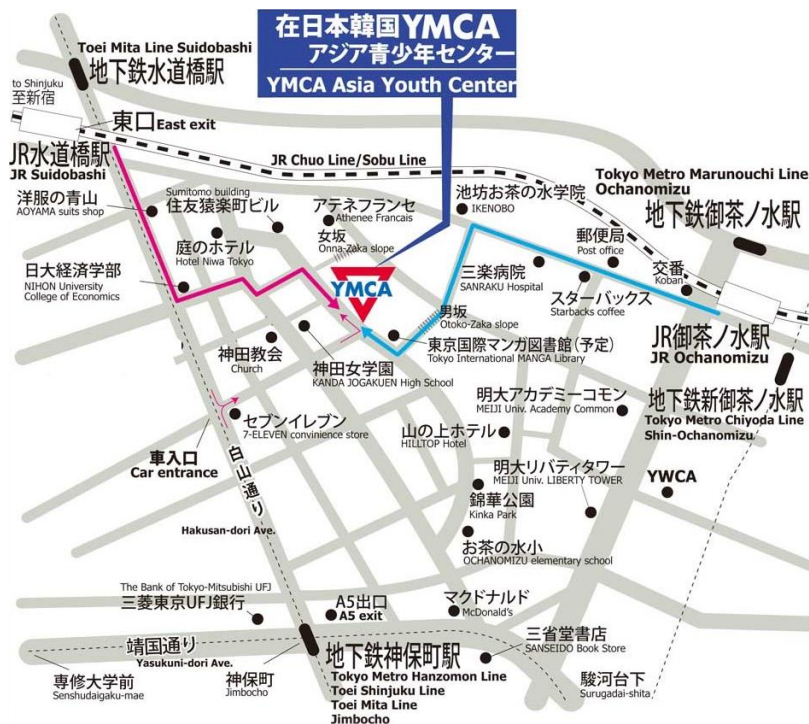 在日本韓国YMCA
アジア青少年センター
YMCA Asia Youth Center
Toei Mita Line Suidobashi
地下鉄水道橋駅
to Shinjuku
至新宿
東口 East exit
JR水道橋駅
JR Suidobashi
JR Chuo Line/Sobu Line
Tokyo Metro Marunouchi Line
Ochanomizu
地下鉄御茶ノ水駅
洋服の青山
AOYAMA suits shop
Sumitomo building
住友猿楽町ビル
アテネフランセ
Athenee Francais
池坊お茶の水学院
IKENOBO
庭のホテル
Hotel Niwa Tokyo
女坂
Onna-Zaka slope
郵便局
Post office
交番
Koban
日大経済学部
NIHON University
College of Economics
YMCA
三楽病院
SANRAKU Hospital
スターバックス
Starbacks coffee
男坂
Otoko-Zaka slope
JR御茶ノ水駅
JR Ochanomizu
神田教会
Church
神田女学園
KANDA JOGAKUEN High School
東京国際マンガ図書館(予定)
Tokyo International MANGA Library
セブンイレブン
7-ELEVEN convinience store
明大アカデミーコモン
MEIJI Univ. Academy Common
地下鉄新御茶ノ水駅
Tokyo Metro Chiyoda Line
Shin-Ochanomizu
山の上ホテル
HILLTOP Hotel
車入口
Car entrance
白山通り
Hakusan-dori Ave.
明大リバティタワー
MEIJI Univ. LIBERTY TOWER
YWCA
錦華公園
Kinka Park
お茶の水小
OCHANOMIZU elementary school
The Bank of Tokyo-Mitsubishi UFJ
三菱東京UFJ銀行
A5出口
A5 exit
マクドナルド
McDonald's
靖国通り
Yasukuni-dori Ave.
地下鉄神保町駅
Tokyo Metro Hanzomon Line
Toei Shinjuku Line
Toei Mita Line
Jimbocho
三省堂書店
SANSEIDO Book Store
専修大学前
Senshudaigaku-mae
神保町
Jimbocho
駿河台下
Surugadai-shita